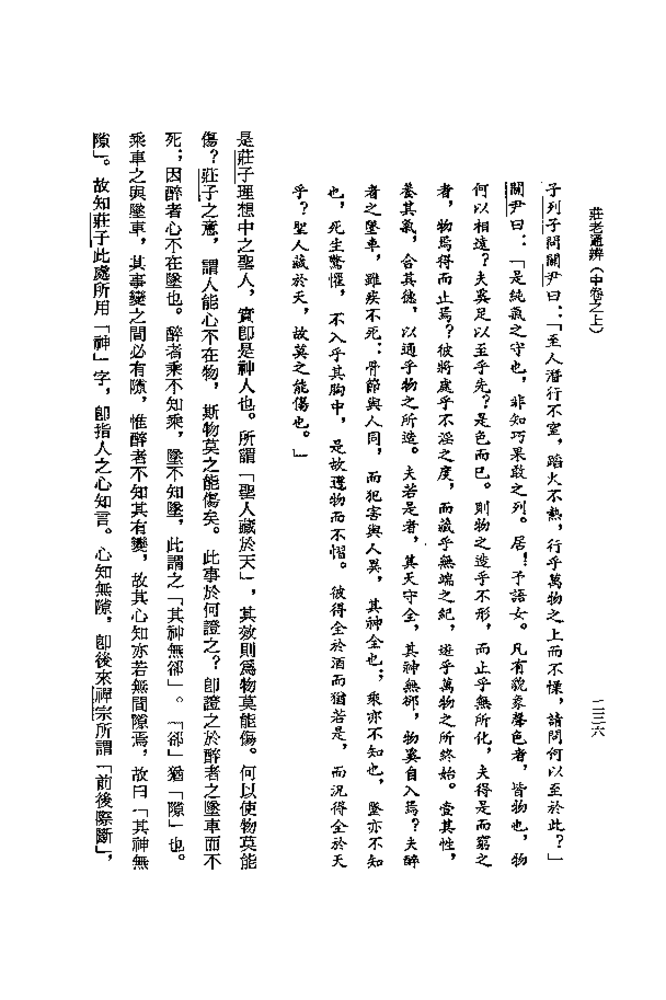 莊老通辨（中卷之上）
二三六
子列子問關尹曰：「至人潛行不窒，蹈火不熱，行乎萬物之上而不慄，請問何以至於此？」
關尹曰：「是純氣之守也，非知巧果敢之列。居！予語女。凡有貌象聲色者，皆物也，物
何以相遠？夫奚足以至乎先？是色而已。則物之造乎不形，而止乎無所化，夫得是而窮之
者，物焉得而止焉？彼將處乎不淫之度，而藏乎無端之紀，遊乎萬物之所終始。壹其性，
養其氣，合其德，以通乎物之所造。夫若是者，其天守全，其神無郤，物奚自入焉？夫醉
者之墜車，雖疾不死；骨節與人同，而犯害與人異，其神全也；乘亦不知也，墜亦不知
也，死生驚懼，不入乎其胸中，是故遻物而不慴。彼得全於酒而猶若是，而況得全於天
乎？聖人藏於天，故莫之能傷也。」
是莊子理想中之聖人，實卽是神人也。所謂「聖人藏於天」，其效則爲物莫能傷。何以使物莫能
傷？莊子之意，謂人能心不在物，斯物莫之能傷矣。此事於何證之？卽證之於醉者之墜車而不
死；因醉者心不在墜也。醉者乘不知乘，墜不知墜，此謂之「其神無郤」。「郤」猶「隙」也。
乘車之與墜車，其事變之間必有隙，惟醉者不知其有變，故其心知亦若無間隙焉，故曰「其神無
隙」。故知莊子此處所用「神」字，卽指人之心知言。心知無隙，卽後來禪宗所謂「前後際斷」，